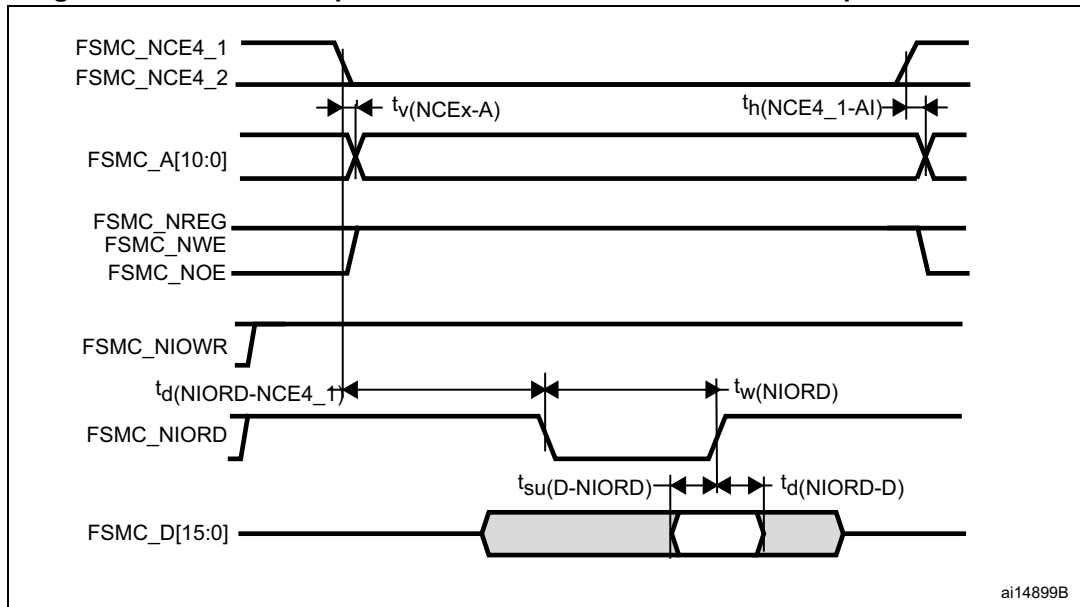 FSMC_NCE4_1
FSMC_NCE4_2
tv(NCEx-A)
th(NCE4_1-AI)
FSMC_A[10:0]
FSMC_NREG
FSMC_NWE
FSMC_NOE
FSMC_NIOWR
td(NIORD-NCE4_1)
tw(NIORD)
FSMC_NIORD
tsu(D-NIORD)
td(NIORD-D)
FSMC_D[15:0]
ai14899B